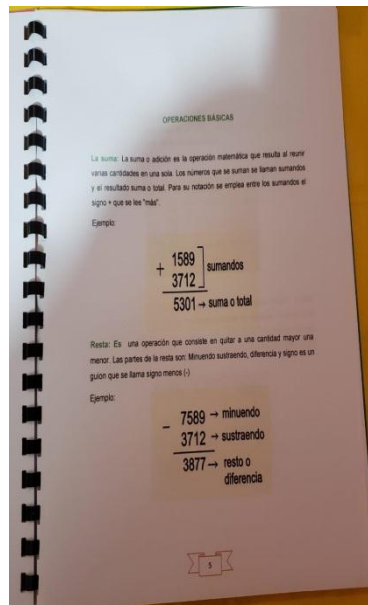 OPERACIONES BÁSICAS
La suma: La suma o adición es la operación matemática que resulta al reunir
varias cantidades en una sola. Los números que se suman se llaman sumandos
y el resultado suma o total. Para su notación se emplea entre los sumandos el
signo + que se lee "más".
Ejemplo:
+ 1589
3712 sumandos
5301 → suma o total
Resta: Es una operación que consiste en quitar a una cantidad mayor una
menor. Las partes de la resta son: Minuendo sustraendo, diferencia y signo es un
guion que se llama signo menos (-)
Ejemplo:
− 7589 → minuendo
3712 → sustraendo
3877 → resto o
diferencia
5